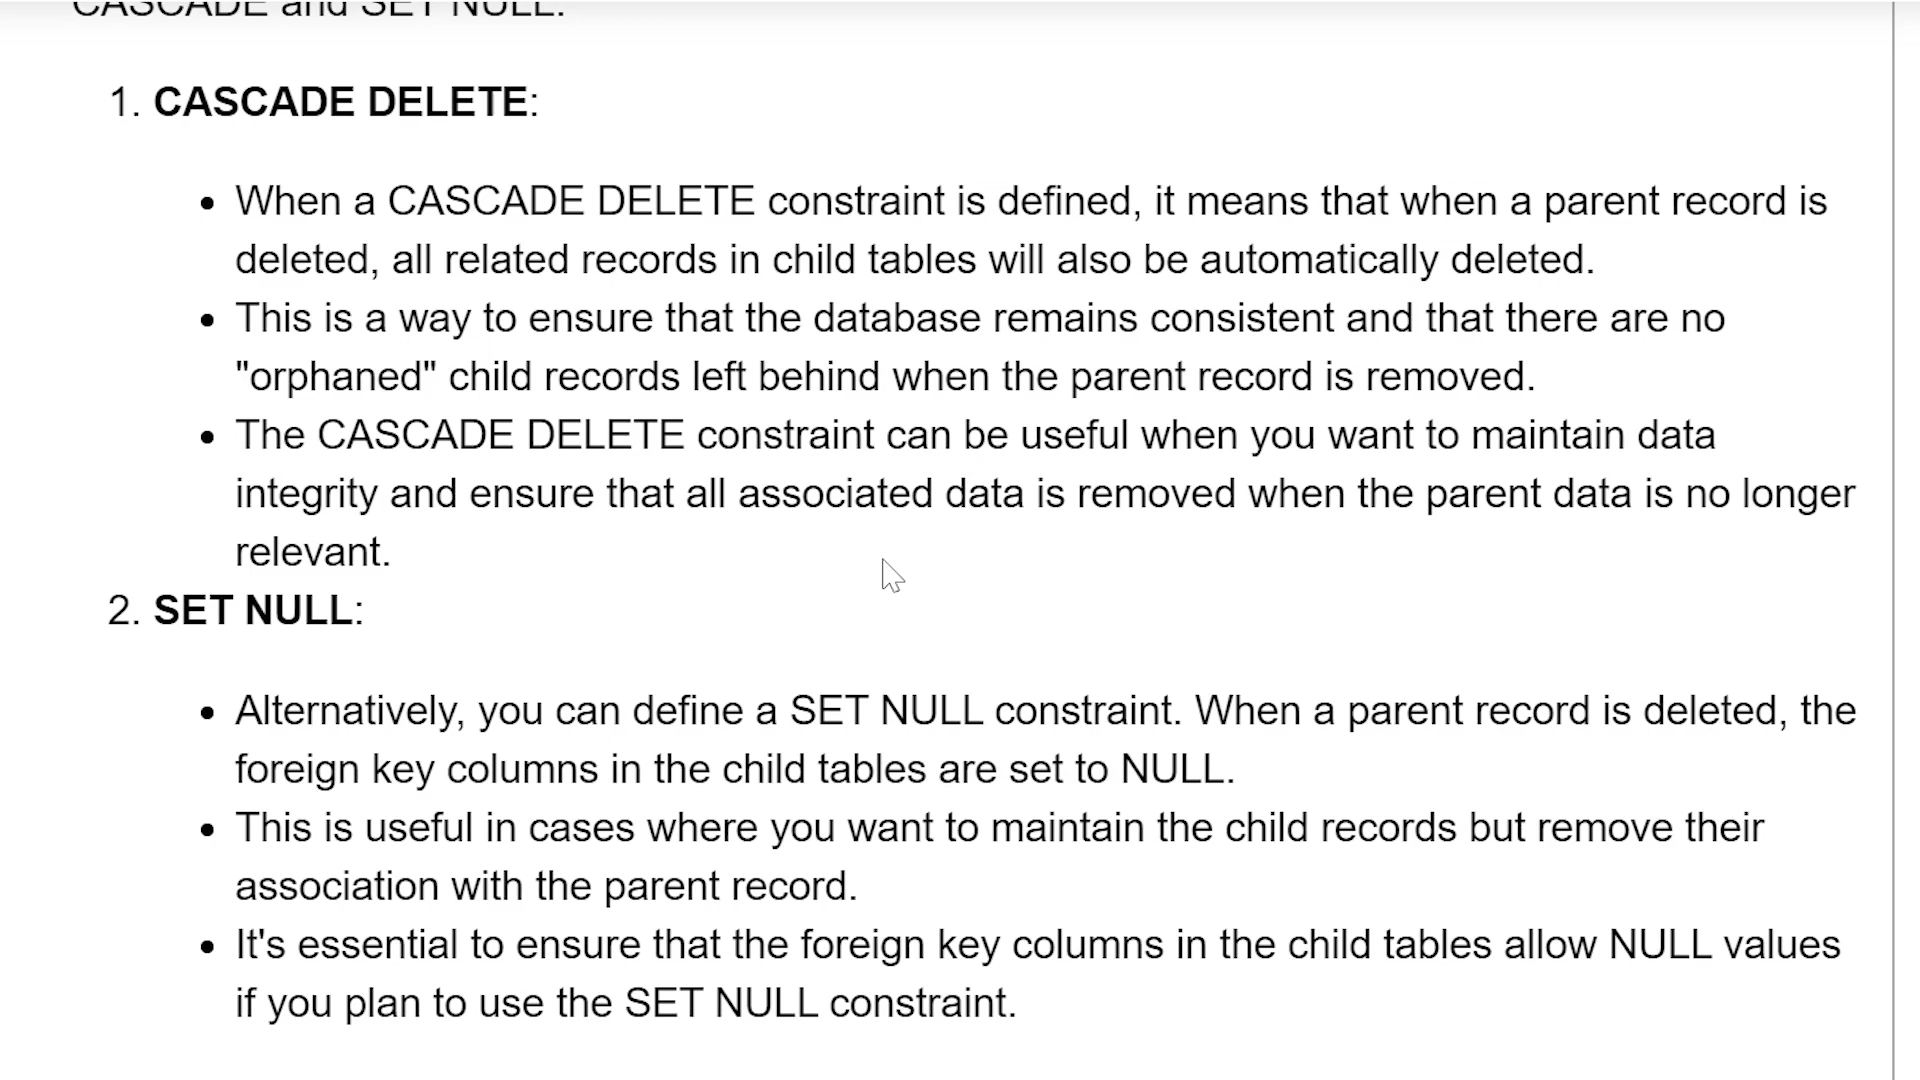 CASCADE and SET NULL.
1. CASCADE DELETE:
• When a CASCADE DELETE constraint is defined, it means that when a parent record is
deleted, all related records in child tables will also be automatically deleted.
• This is a way to ensure that the database remains consistent and that there are no
"orphaned" child records left behind when the parent record is removed.
• The CASCADE DELETE constraint can be useful when you want to maintain data
integrity and ensure that all associated data is removed when the parent data is no longer
relevant.
2. SET NULL:
• Alternatively, you can define a SET NULL constraint. When a parent record is deleted, the
foreign key columns in the child tables are set to NULL.
• This is useful in cases where you want to maintain the child records but remove their
association with the parent record.
• It's essential to ensure that the foreign key columns in the child tables allow NULL values
if you plan to use the SET NULL constraint.